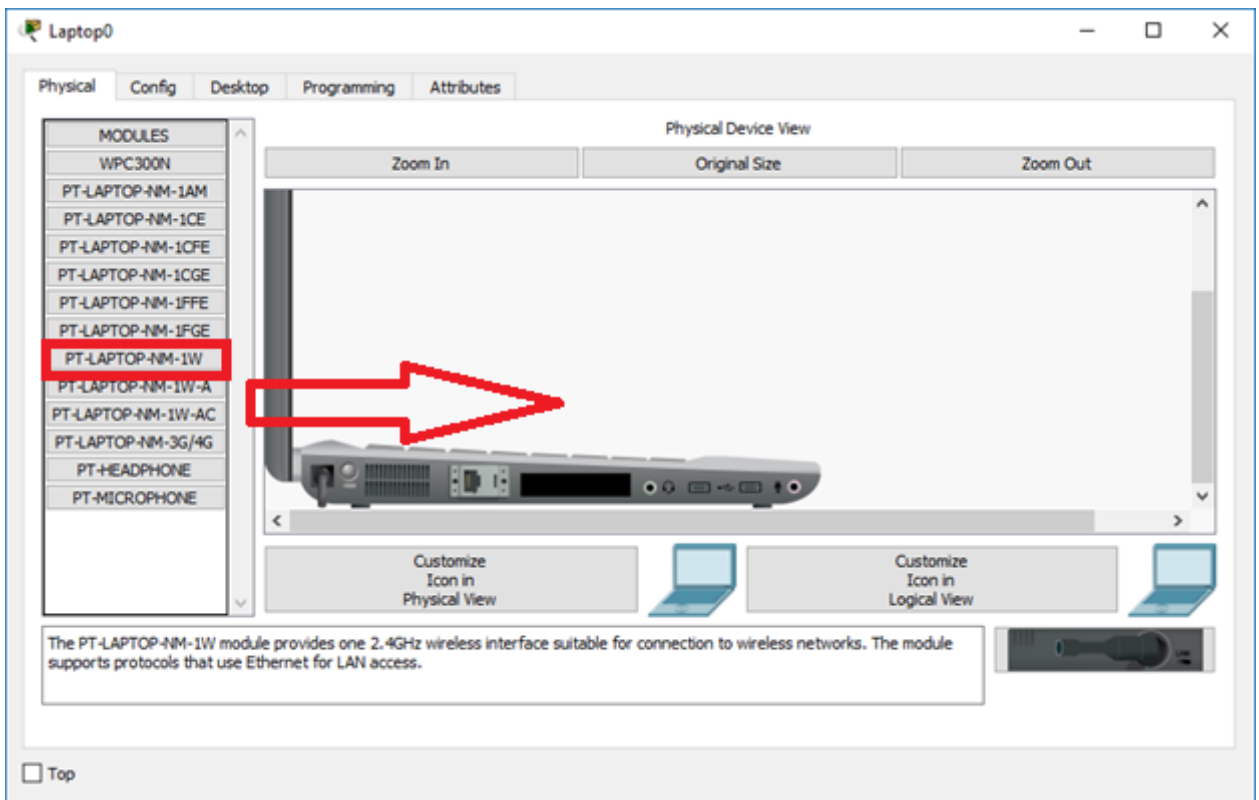 Laptop0
Physical
Config
Desktop
Programming
Attributes
MODULES
WPC300N
PT-LAPTOP-NM-1AM
PT-LAPTOP-NM-1CE
PT-LAPTOP-NM-1CFE
PT-LAPTOP-NM-1CGE
PT-LAPTOP-NM-1FFE
PT-LAPTOP-NM-1FGE
PT-LAPTOP-NM-1W
PT-LAPTOP-NM-1W-A
PT-LAPTOP-NM-1W-AC
PT-LAPTOP-NM-3G/4G
PT-HEADPHONE
PT-MICROPHONE
Physical Device View
Zoom In
Original Size
Zoom Out
Customize
Icon in
Physical View
Customize
Icon in
Logical View
The PT-LAPTOP-NM-1W module provides one 2.4GHz wireless interface suitable for connection to wireless networks. The module
supports protocols that use Ethernet for LAN access.
Top